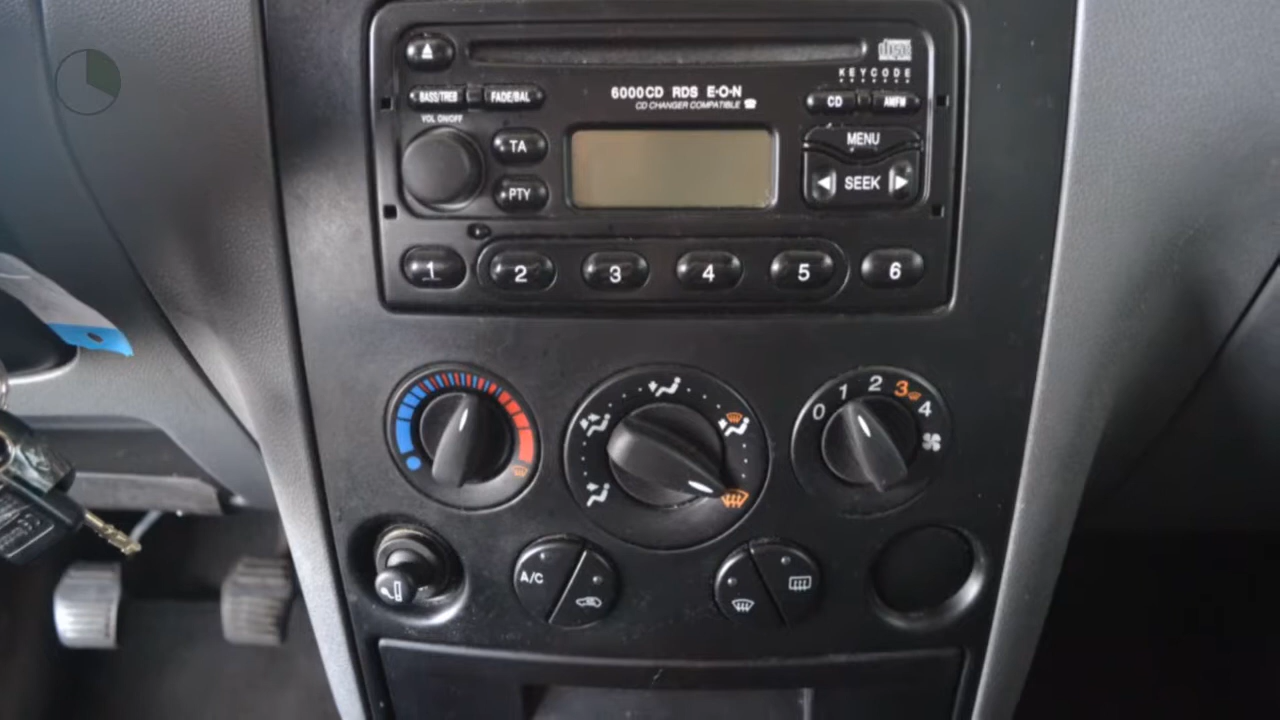 KEYCODE
BASS/TREB FADE/BAL
6000CD RDS E·O·N
CD CHANGER COMPATIBLE
CD AM/FM
VOL ON/OFF
TA
MENU
PTY
SEEK
1 2 3 4 5 6
0 1 2 3 4
A/C